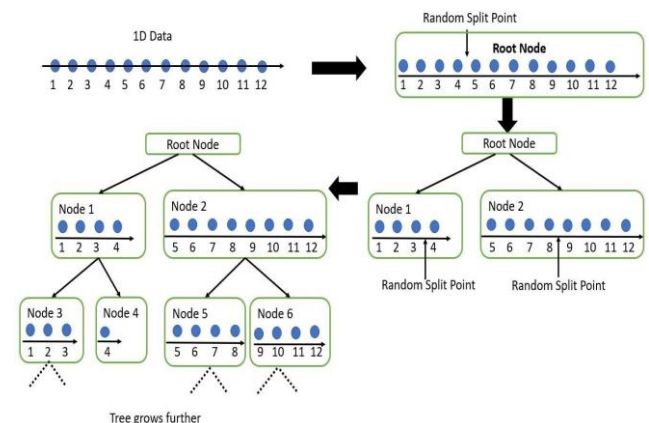 1D Data
1 2 3 4 5 6 7 8 9 10 11 12
Random Split Point
Root Node
1 2 3 4 5 6 7 8 9 10 11 12
Root Node
Node 1
1 2 3 4
Node 2
5 6 7 8 9 10 11 12
Random Split Point
Random Split Point
Root Node
Node 1
1 2 3 4
Node 2
5 6 7 8 9 10 11 12
Node 3
1 2 3
Node 4
4
Node 5
5 6 7 8
Node 6
9 10 11 12
Tree grows further